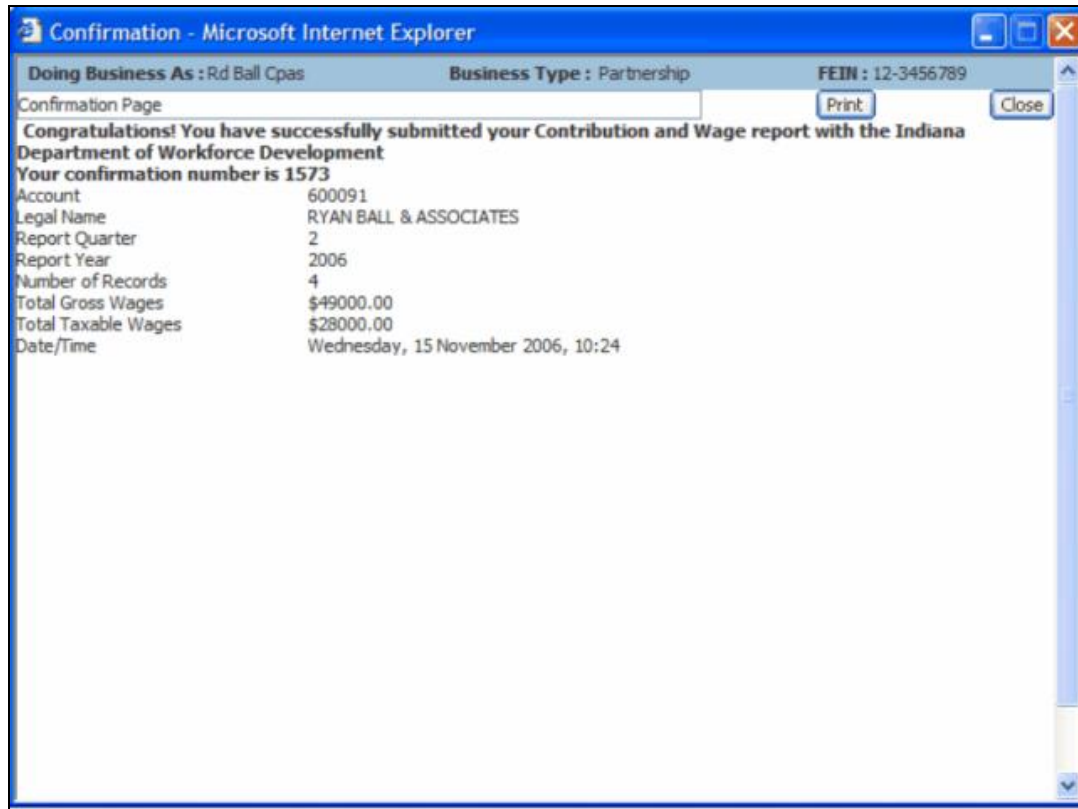 Confirmation - Microsoft Internet Explorer
Doing Business As : Rd Ball Cpas Business Type : Partnership FEIN : 12-3456789
Confirmation Page Print Close
Congratulations! You have successfully submitted your Contribution and Wage report with the Indiana
Department of Workforce Development
Your confirmation number is 1573
Account 600091
Legal Name RYAN BALL & ASSOCIATES
Report Quarter 2
Report Year 2006
Number of Records 4
Total Gross Wages $49000.00
Total Taxable Wages $28000.00
Date/Time Wednesday, 15 November 2006, 10:24